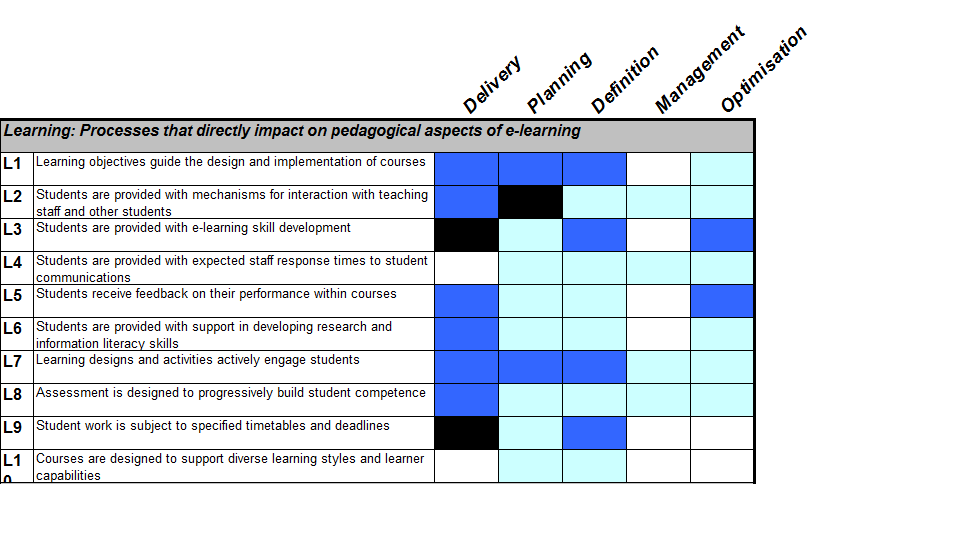 Delivery
Planning
Definition
Management
Optimisation
Learning: Processes that directly impact on pedagogical aspects of e-learning
L1 Learning objectives guide the design and implementation of courses
L2 Students are provided with mechanisms for interaction with teaching
staff and other students
L3 Students are provided with e-learning skill development
L4 Students are provided with expected staff response times to student
communications
L5 Students receive feedback on their performance within courses
L6 Students are provided with support in developing research and
information literacy skills
L7 Learning designs and activities actively engage students
L8 Assessment is designed to progressively build student competence
L9 Student work is subject to specified timetables and deadlines
L1 Courses are designed to support diverse learning styles and learner
0 capabilities